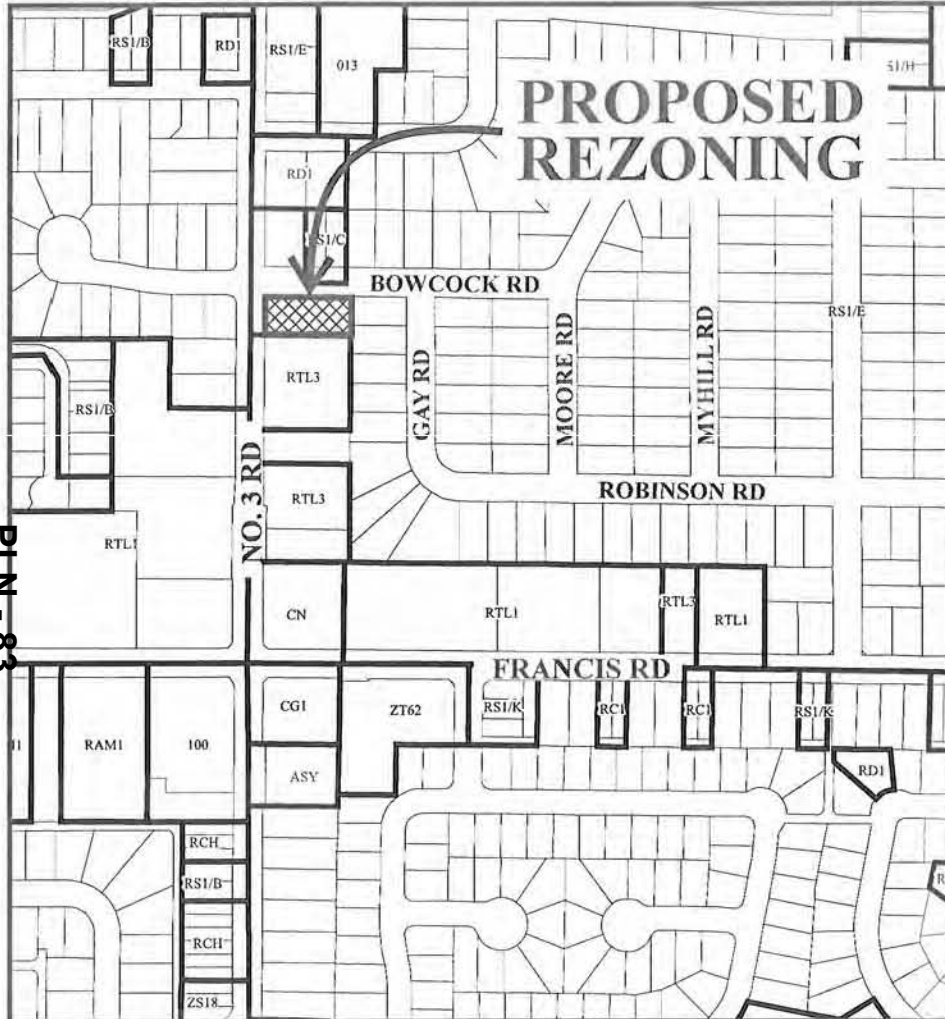 RS1/B
RD1
RS1/E
013
PROPOSED
REZONING
RD1
BOWCOCK RD
RS1/E
RTL3
RS1/B
GAY RD
MOORE RD
MYHILL RD
NO. 3 RD
RTL3
ROBINSON RD
RTL1
CN
RTL1
RTL3
RTL1
FRANCIS RD
CG1
ZT62
RS1/K
RC1
RC1
RS1/K
RAM1
100
ASY
RD1
RCH
RS1/B
RCH
ZS18